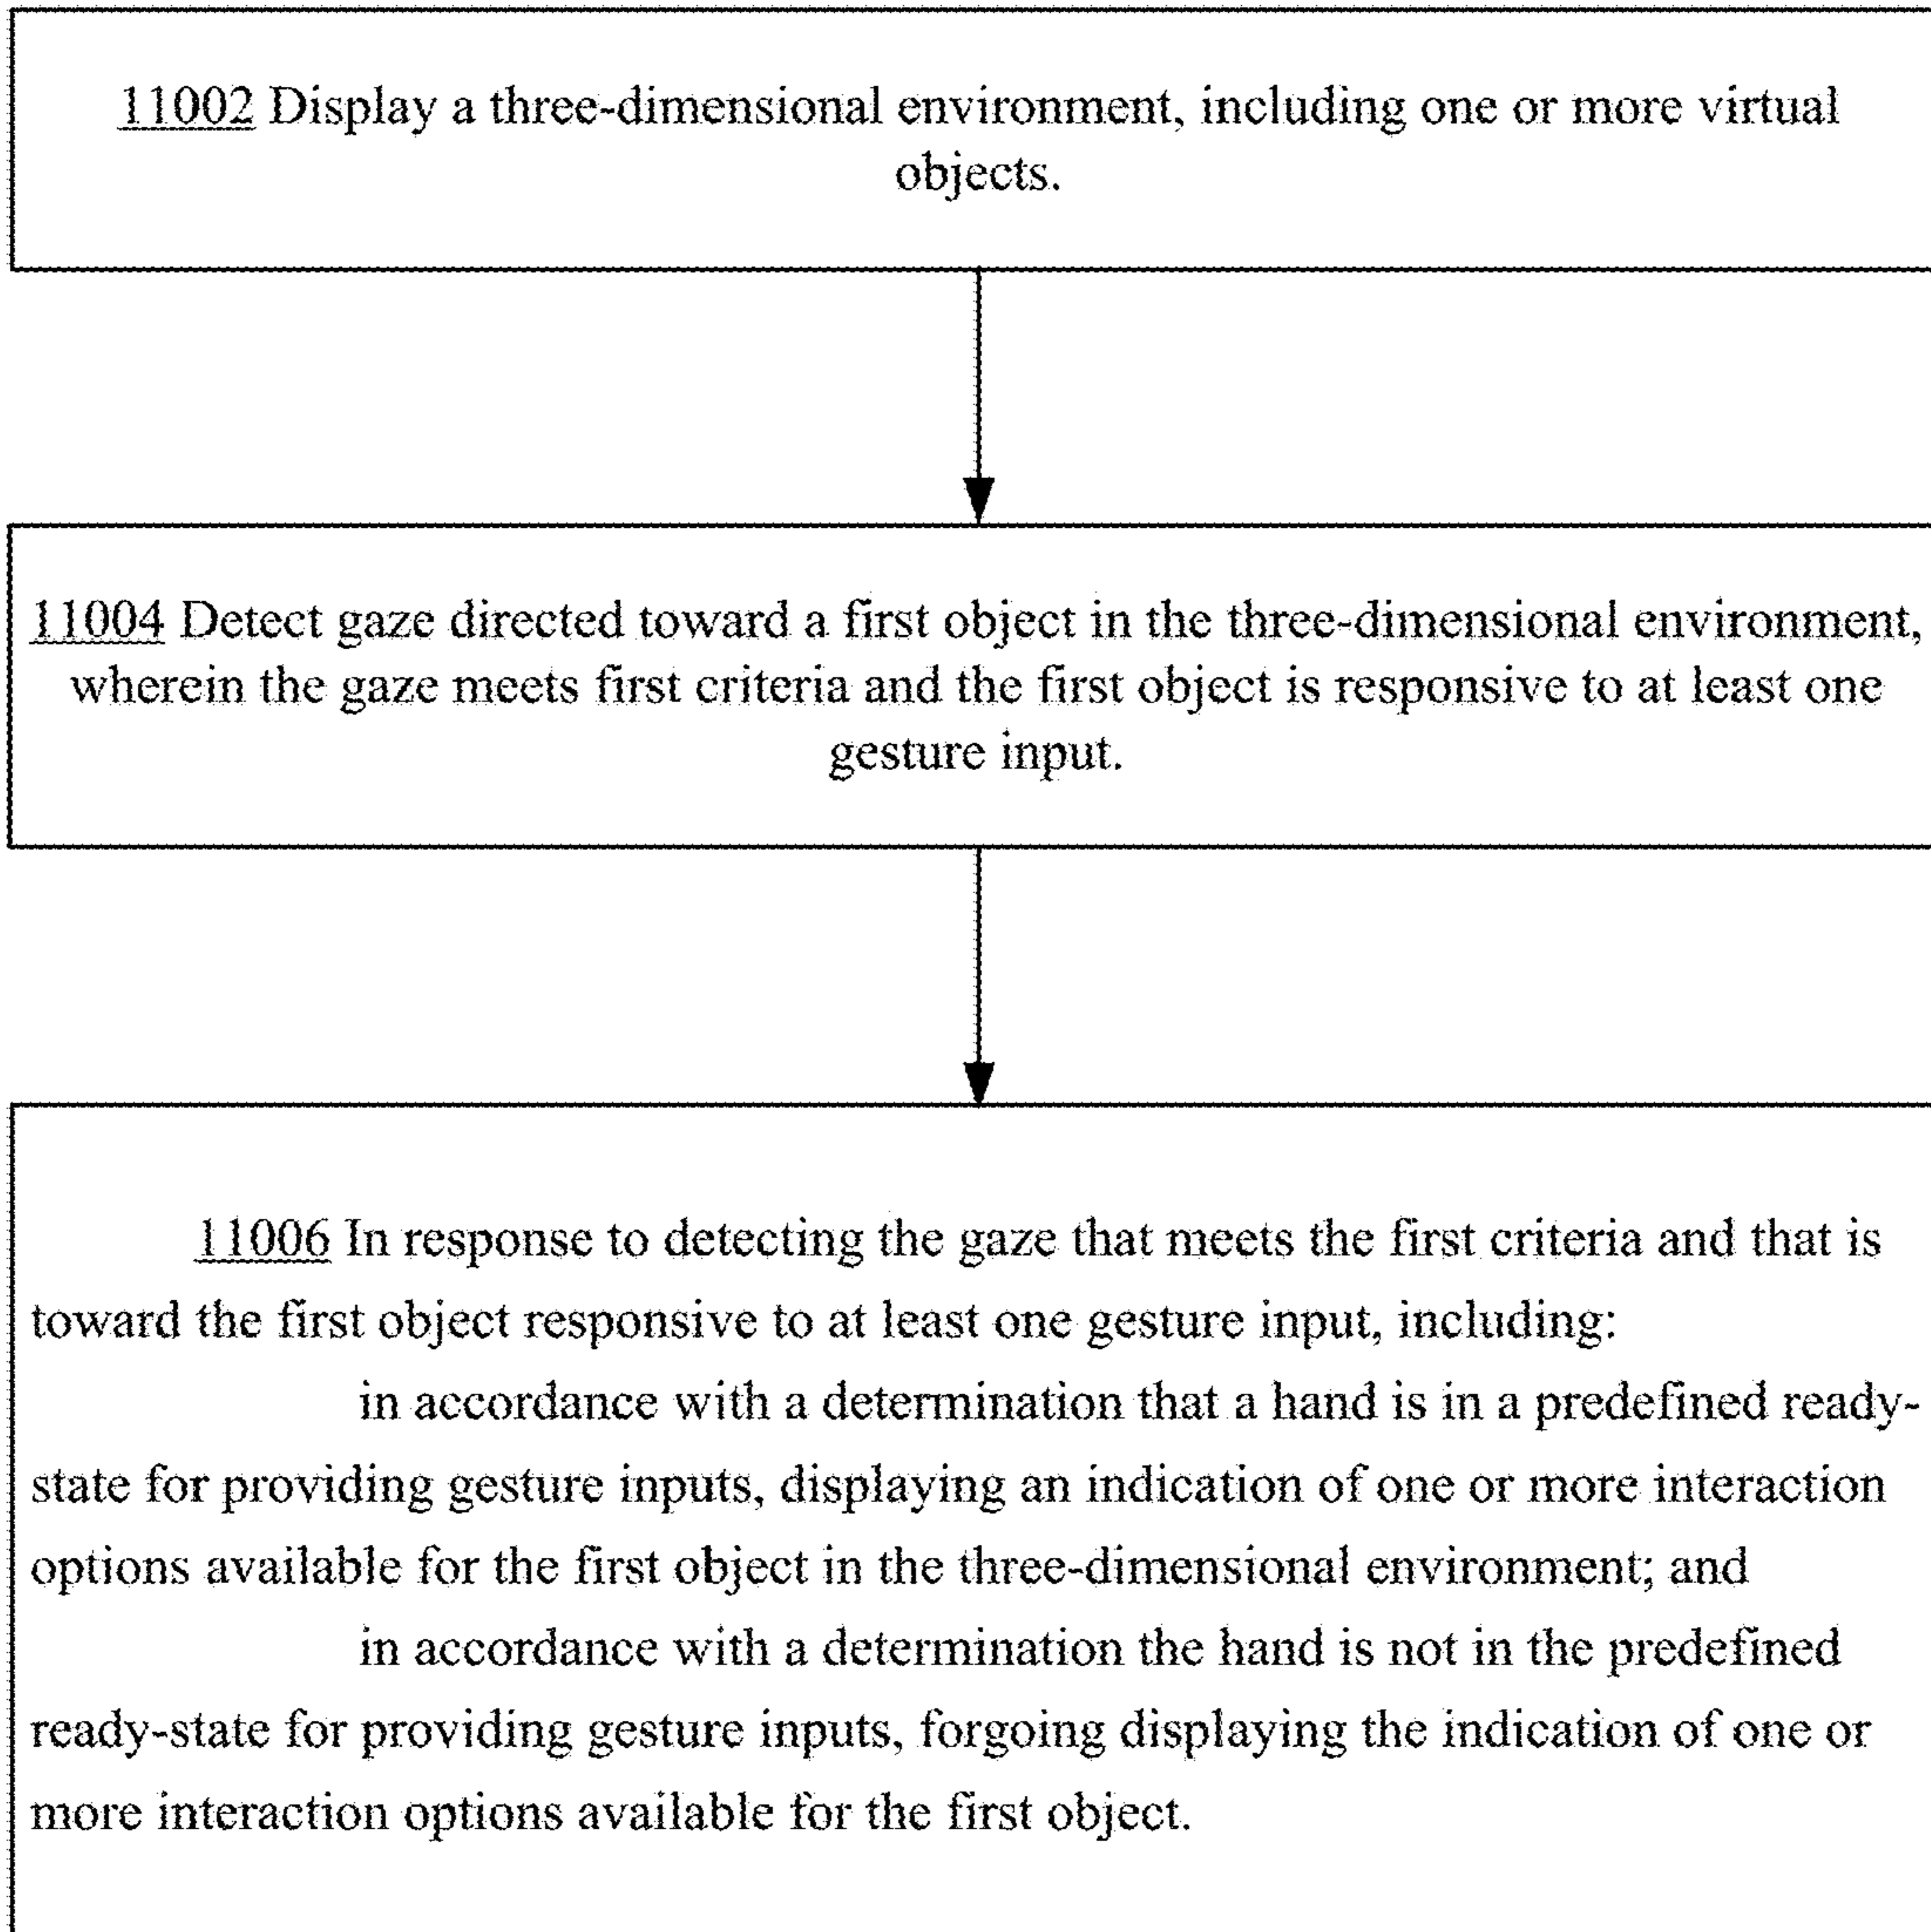 11002 Display a three-dimensional environment, including one or more virtual
objects.
11004 Detect gaze directed toward a first object in the three-dimensional environment,
wherein the gaze meets first criteria and the first object is responsive to at least one
gesture input.
11006 In response to detecting the gaze that meets the first criteria and that is
toward the first object responsive to at least one gesture input, including:
in accordance with a determination that a hand is in a predefined ready-
state for providing gesture inputs, displaying an indication of one or more interaction
options available for the first object in the three-dimensional environment; and
in accordance with a determination the hand is not in the predefined
ready-state for providing gesture inputs, forgoing displaying the indication of one or
more interaction options available for the first object.